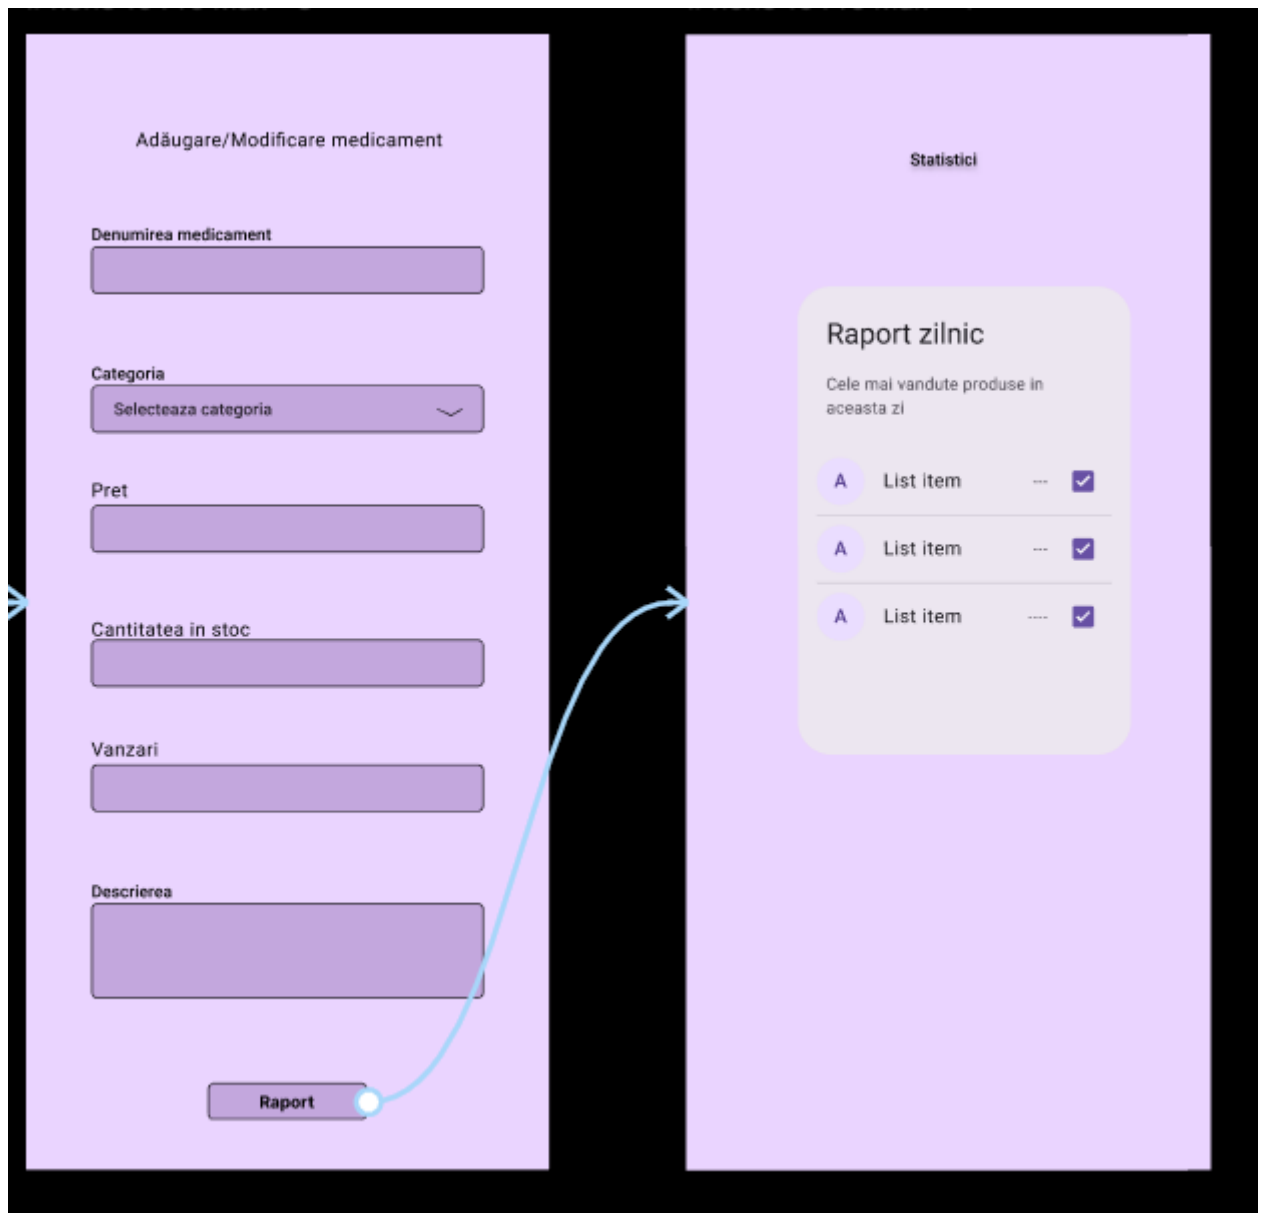 Adăugare/Modificare medicament
Denumirea medicament
Categoria
Selecteaza categoria
Pret
Cantitatea in stoc
Vanzari
Descrierea
Raport
Statistici
Raport zilnic
Cele mai vandute produse in
aceasta zi
A List item ---
A List item ---
A List item ----